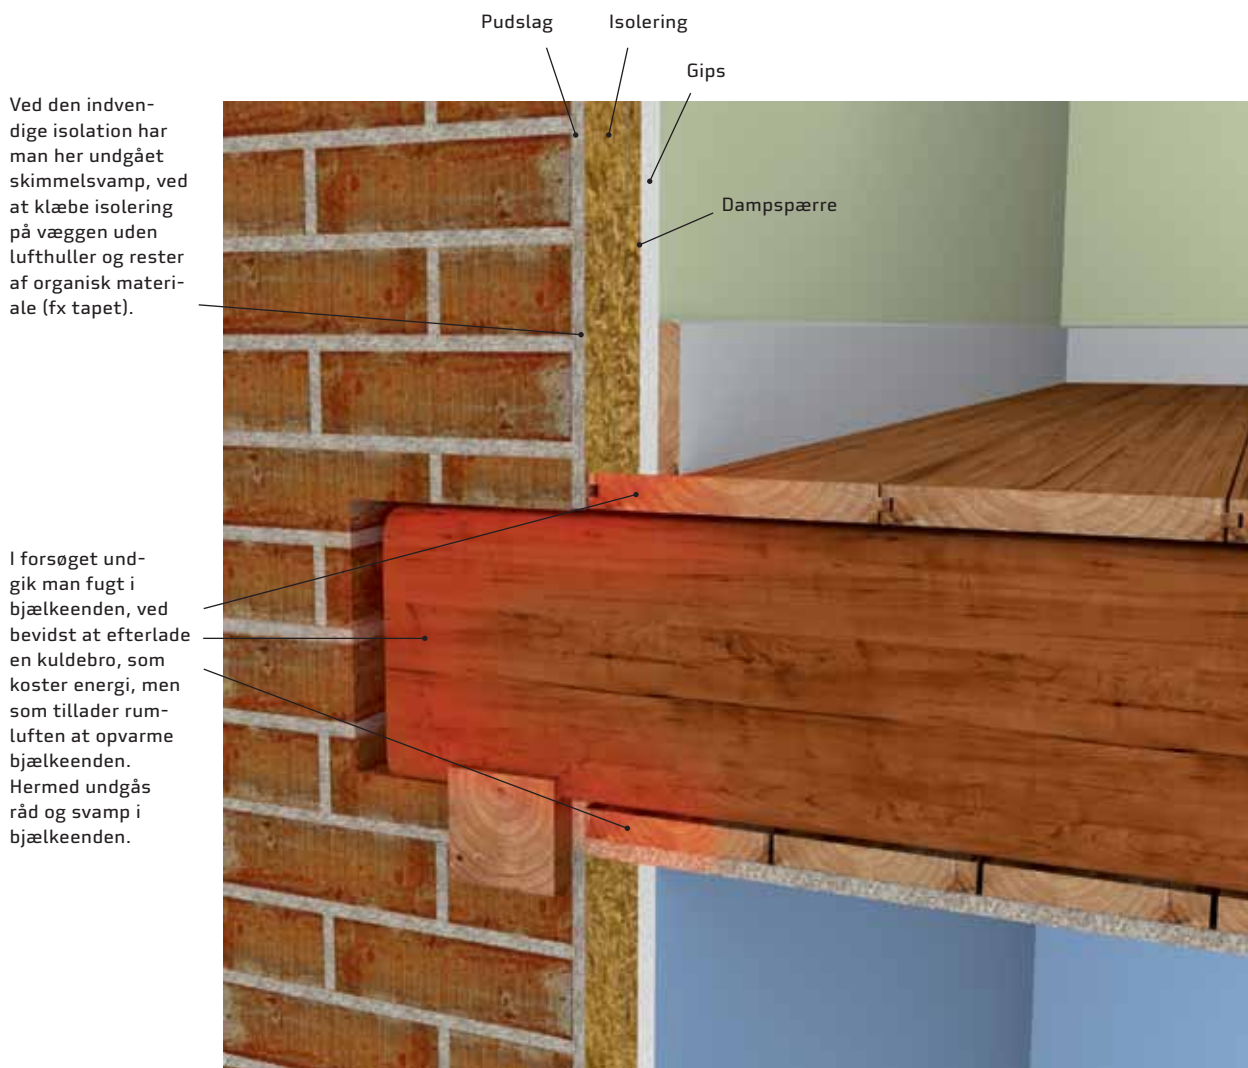 Pudslag
Isolering
Gips
Ved den indven-
dige isolation har
man her undgået
skimmelsvamp, ved
at klæbe isolering
på væggen uden
lufthuller og rester
af organisk materi-
ale (fx tapet).
Dampspærre
I forsøget und-
gik man fugt i
bjælkeenden, ved
bevidst at efterlade
en kuldebro, som
koster energi, men
som tillader rum-
luften at opvarme
bjælkeenden.
Hermed undgås
råd og svamp i
bjælkeenden.